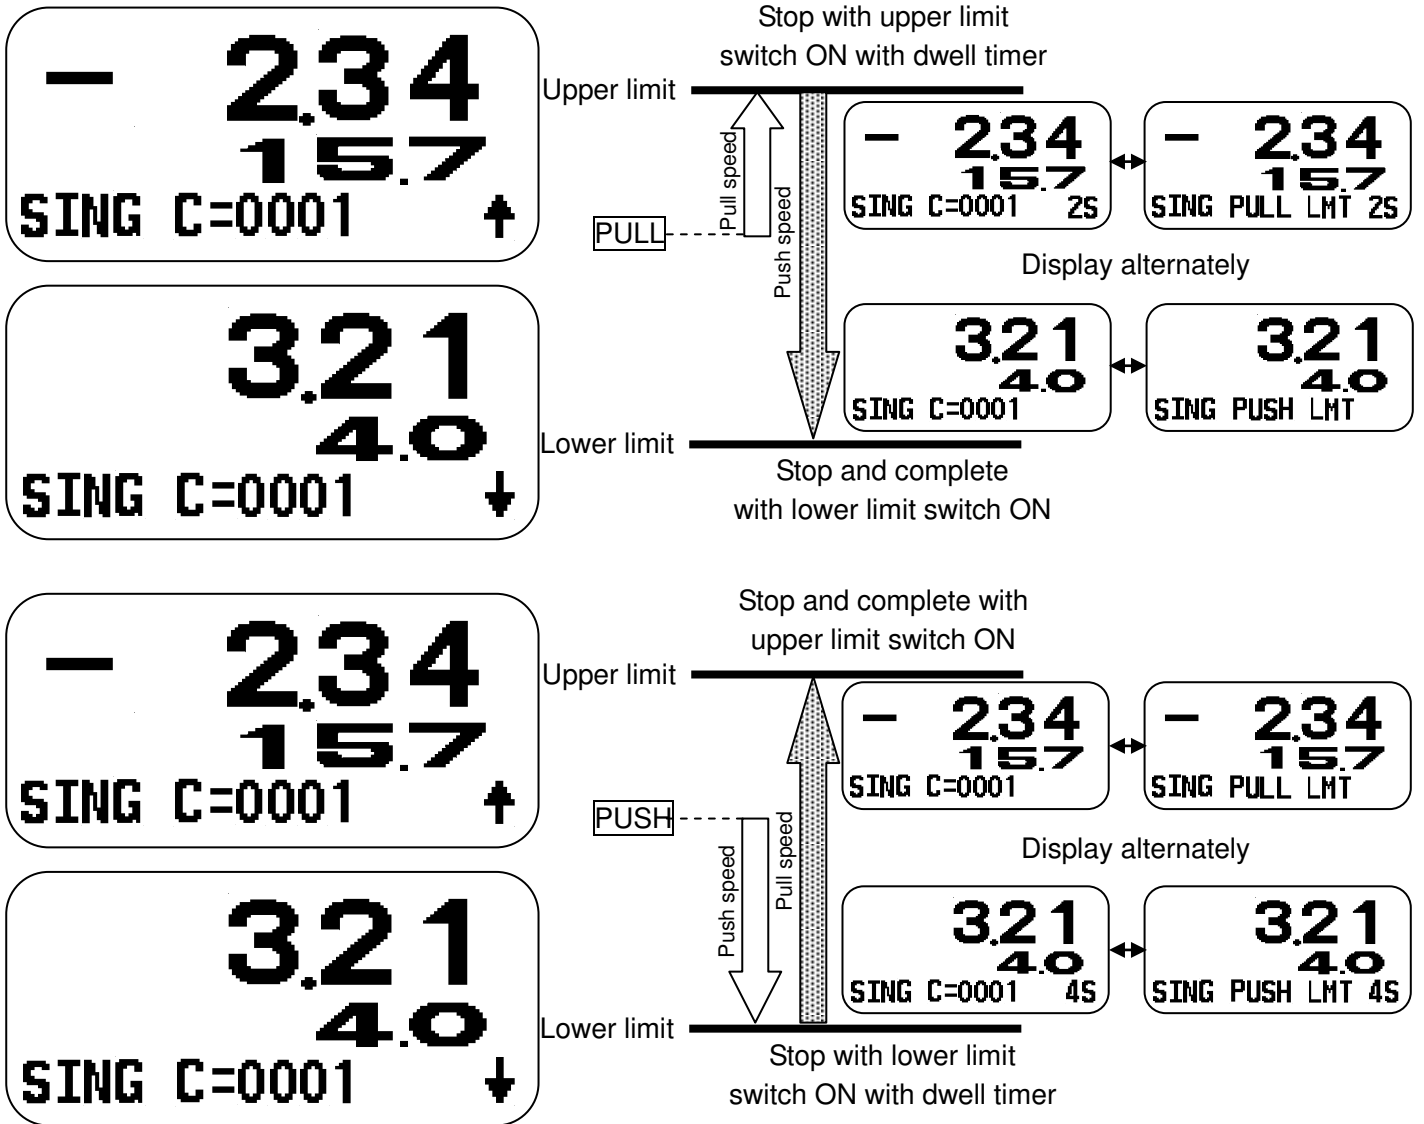 Stop with upper limit
switch ON with dwell timer
- 2.34
15.7
SING C=0001
Upper limit
Pull speed
Push speed
PULL
- 2.34
15.7
SING C=0001 2S
- 2.34
15.7
SING PULL LMT 2S
Display alternately
3.21
4.0
SING C=0001
Lower limit
3.21
4.0
SING C=0001
3.21
4.0
SING PUSH LMT
Stop and complete
with lower limit switch ON
Stop and complete with
upper limit switch ON
- 2.34
15.7
SING C=0001
Upper limit
PUSH
Push speed
Pull speed
- 2.34
15.7
SING C=0001
- 2.34
15.7
SING PULL LMT
Display alternately
3.21
4.0
SING C=0001
Lower limit
3.21
4.0
SING C=0001 4S
3.21
4.0
SING PUSH LMT 4S
Stop with lower limit
switch ON with dwell timer